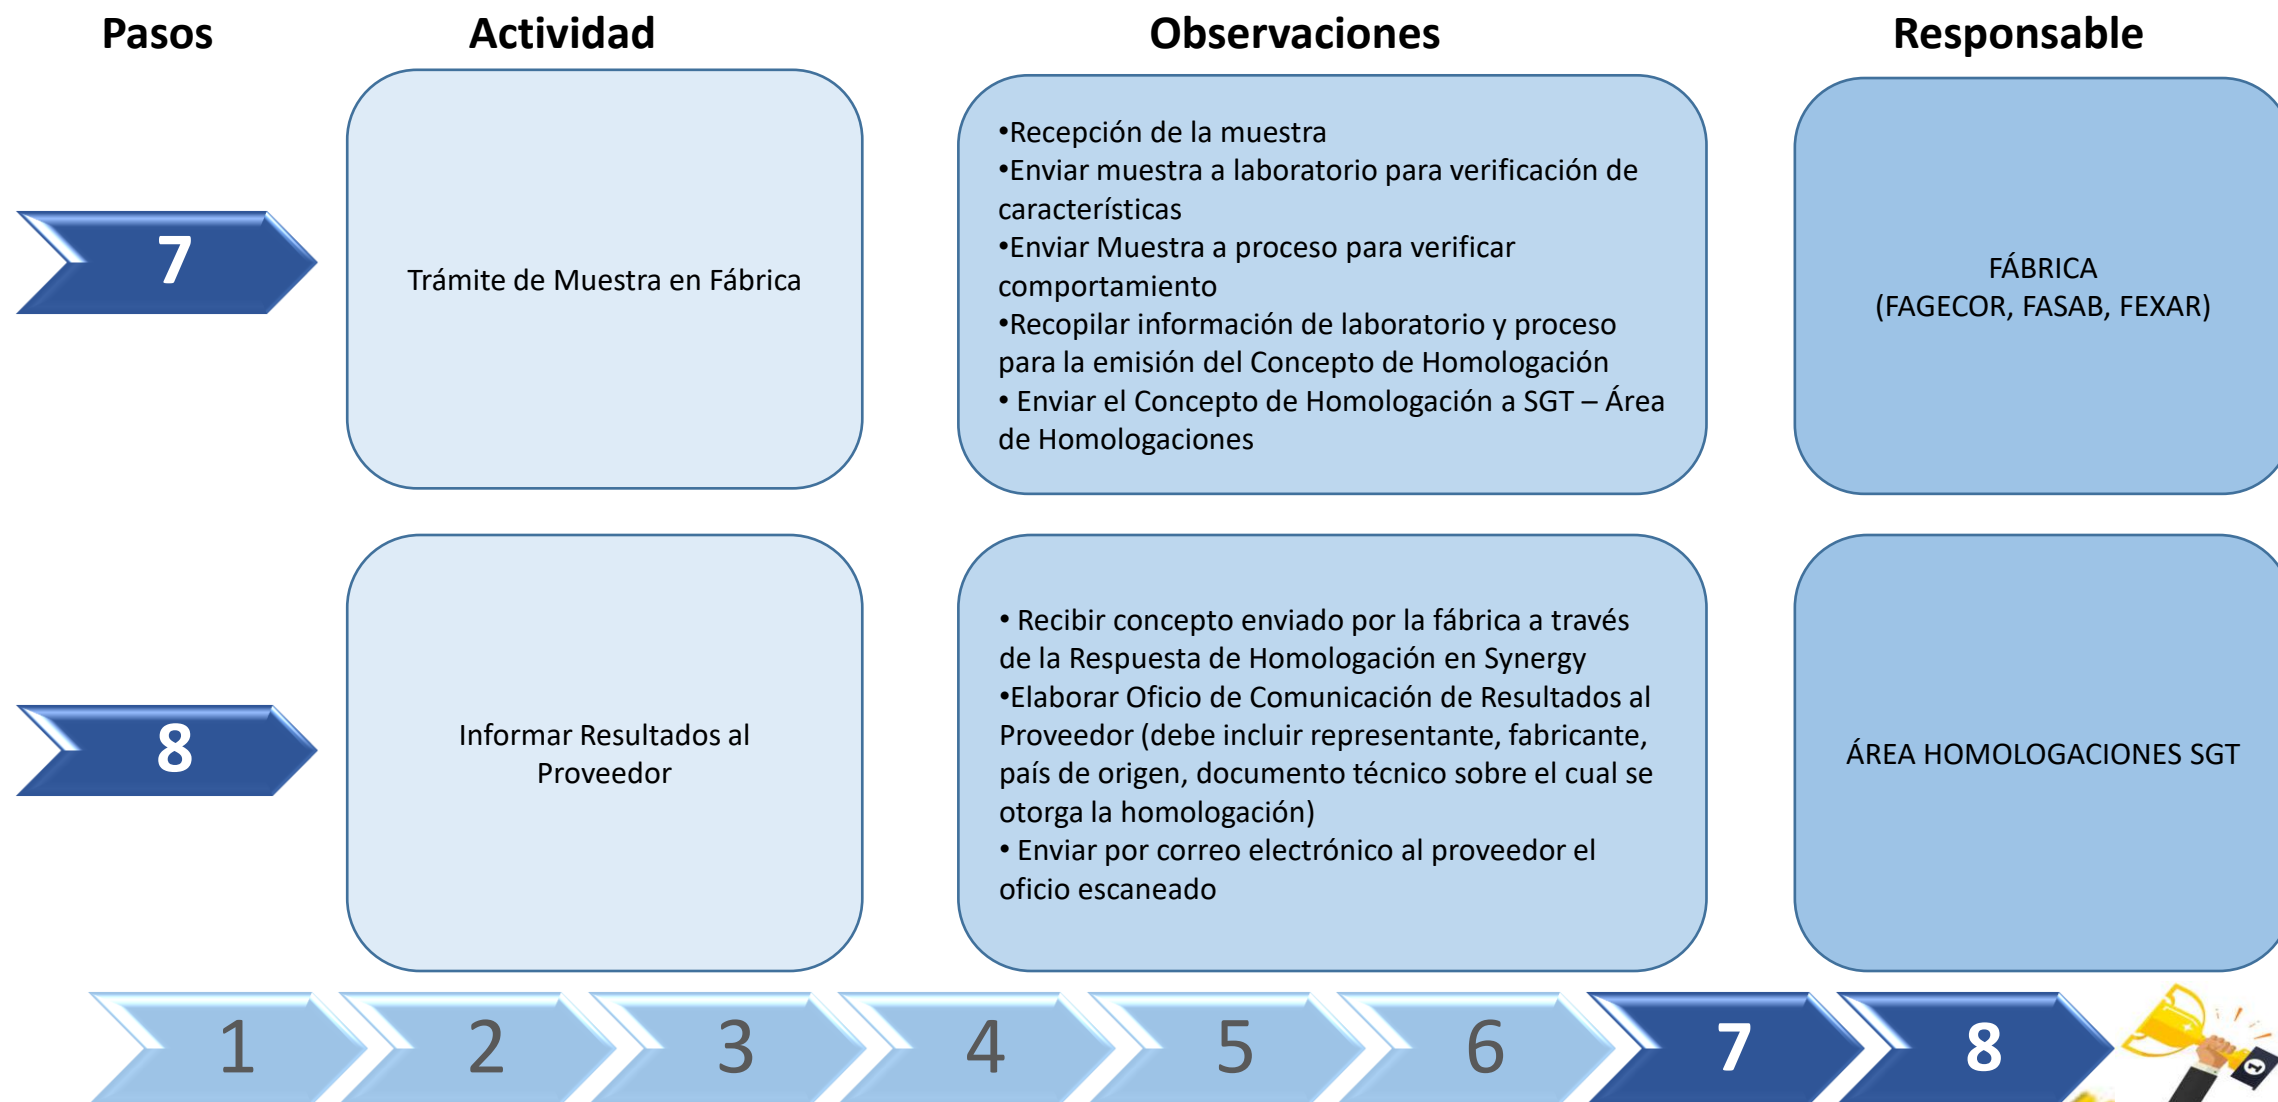 Pasos
Actividad
Observaciones
Responsable
7
Trámite de Muestra en Fábrica
•Recepción de la muestra
•Enviar muestra a laboratorio para verificación de
características
•Enviar Muestra a proceso para verificar
comportamiento
•Recopilar información de laboratorio y proceso
para la emisión del Concepto de Homologación
• Enviar el Concepto de Homologación a SGT – Área
de Homologaciones
FÁBRICA
(FAGECOR, FASAB, FEXAR)
8
Informar Resultados al
Proveedor
• Recibir concepto enviado por la fábrica a través
de la Respuesta de Homologación en Synergy
•Elaborar Oficio de Comunicación de Resultados al
Proveedor (debe incluir representante, fabricante,
país de origen, documento técnico sobre el cual se
otorga la homologación)
• Enviar por correo electrónico al proveedor el
oficio escaneado
ÁREA HOMOLOGACIONES SGT
1
2
3
4
5
6
7
8
1